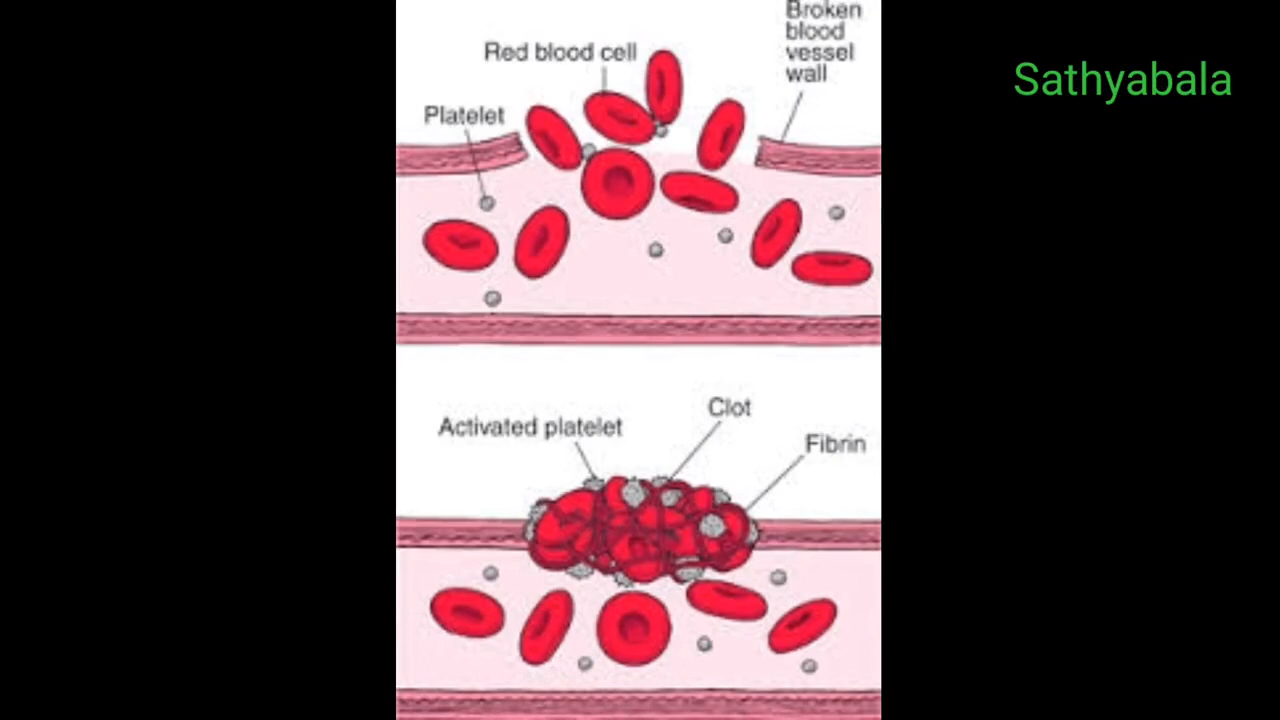 Broken
blood
vessel
wall
Red blood cell
Platelet
Sathyabala
Clot
Activated platelet
Fibrin